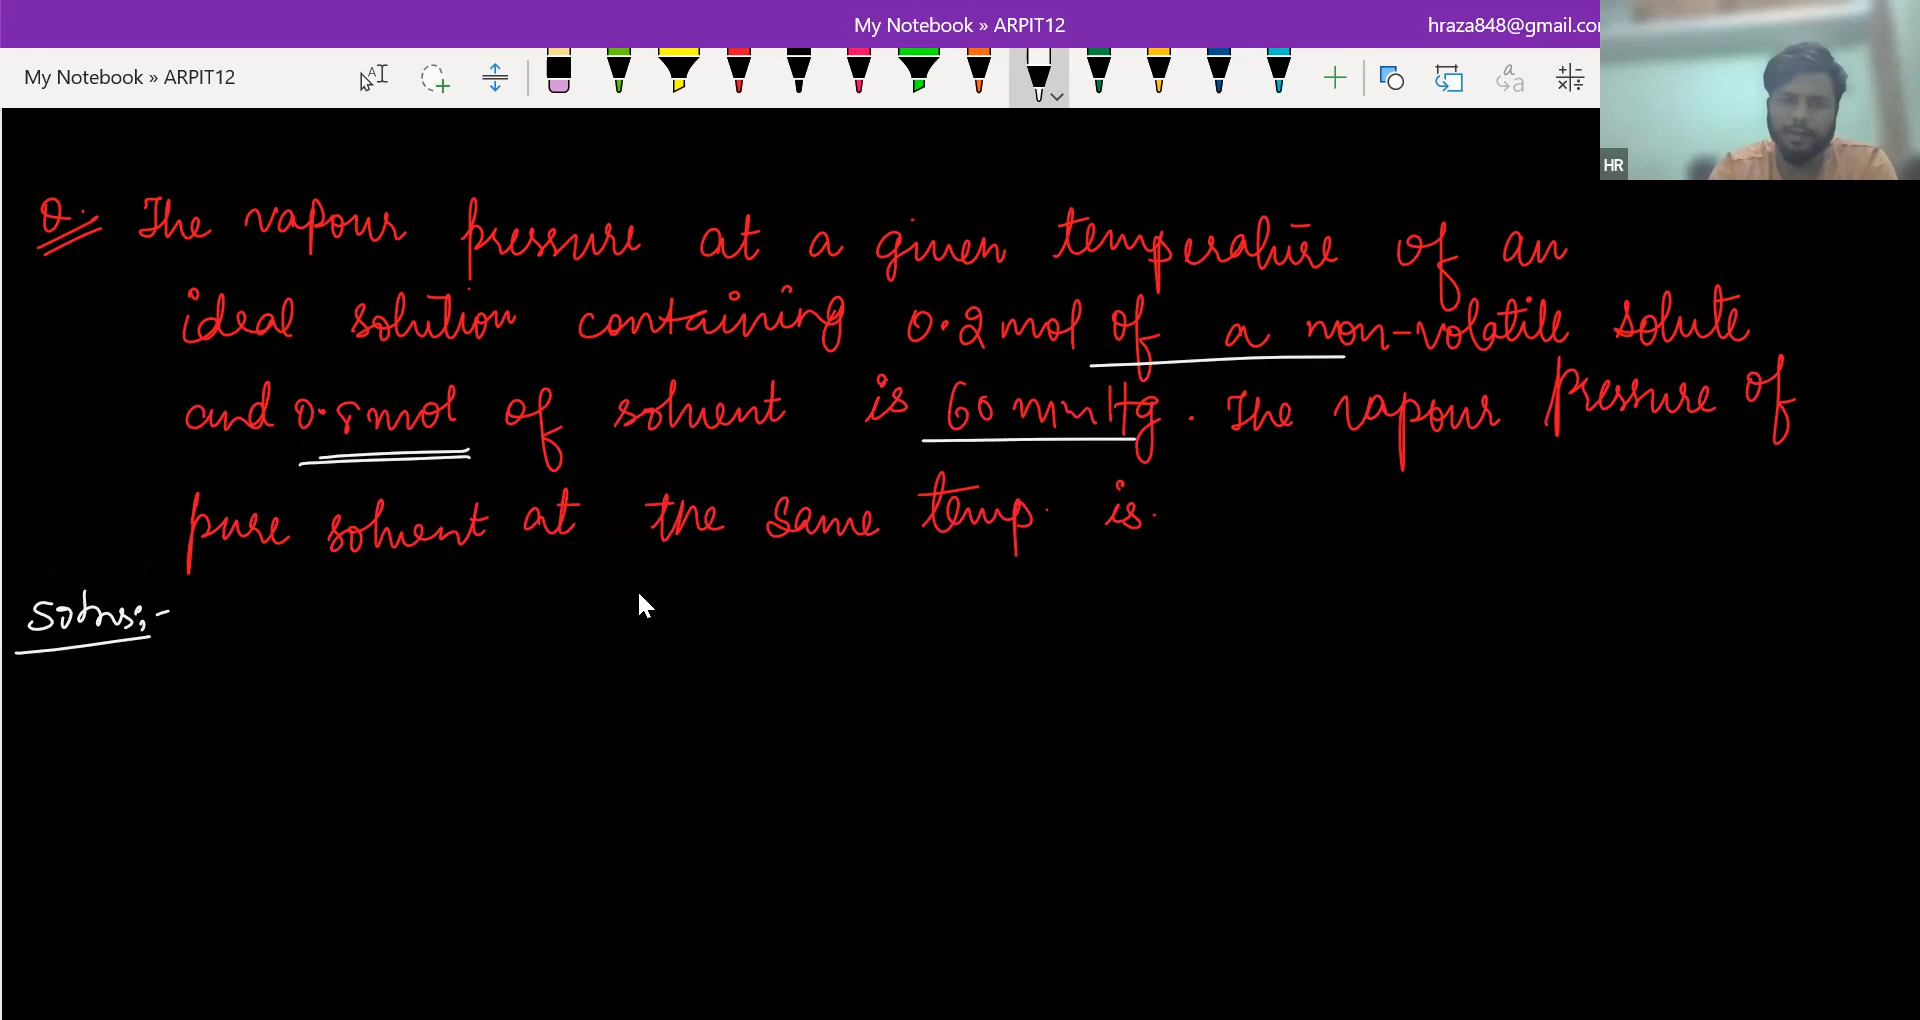 My Notebook » ARPIT12
hraza848@gmail.co
My Notebook » ARPIT12
HR
Q:- The vapour pressure at a given temperature of an
ideal solution containing 0.2 mol of a non-volatile solute
and 0.8 mol of solvent is 60 mm Hg. The vapour pressure of
pure solvent at the same temp. is.
Solns:-